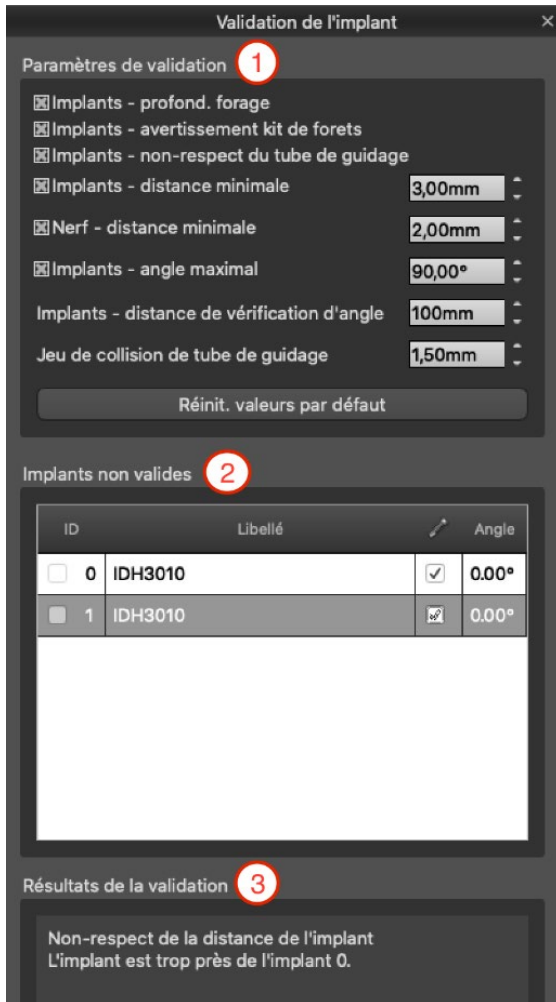 Validation de l'implant
Paramètres de validation 1
Implants - profond. forage
Implants - avertissement kit de forets
Implants - non-respect du tube de guidage
Implants - distance minimale 3,00mm
Nerf - distance minimale 2,00mm
Implants - angle maximal 90,00°
Implants - distance de vérification d'angle 100mm
Jeu de collision de tube de guidage 1,50mm
Réinit. valeurs par défaut
Implants non valides 2
ID Libellé Angle
0 IDH3010 0.00°
1 IDH3010 0.00°
Résultats de la validation 3
Non-respect de la distance de l'implant
L'implant est trop près de l'implant 0.